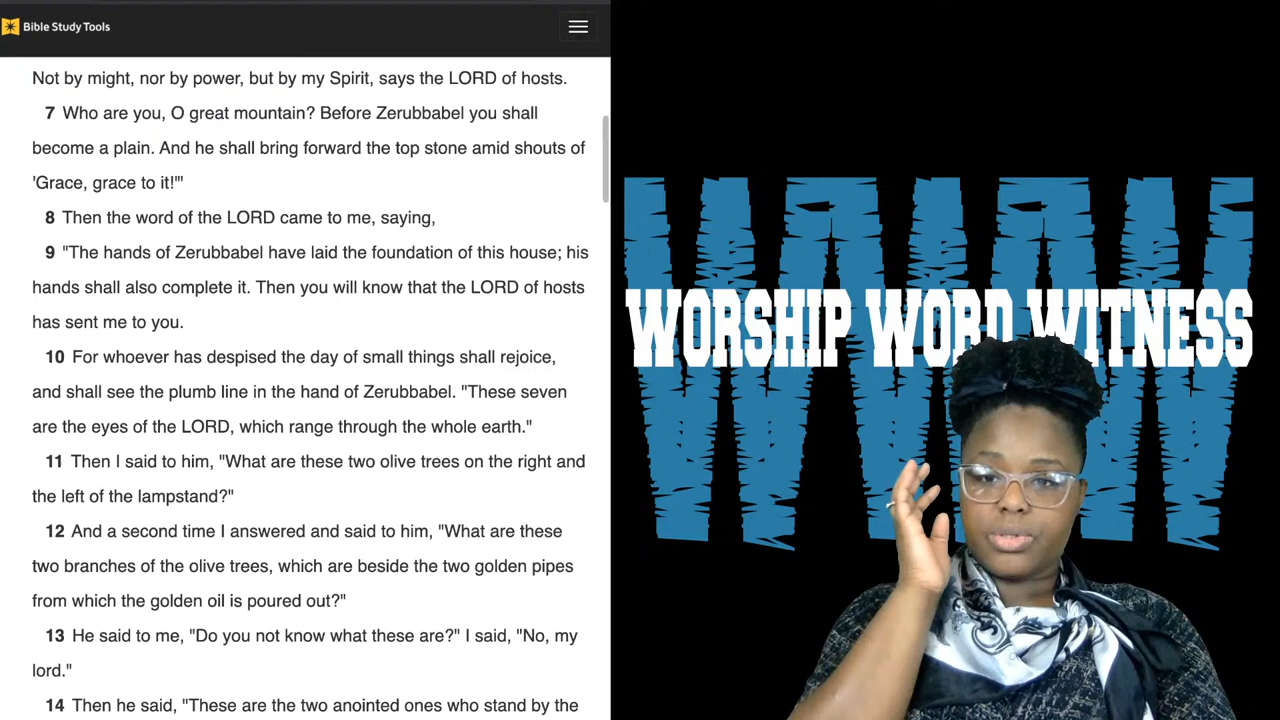 Bible Study Tools
Not by might, nor by power, but by my Spirit, says the LORD of hosts.
7 Who are you, O great mountain? Before Zerubbabel you shall
become a plain. And he shall bring forward the top stone amid shouts of
'Grace, grace to it!'"
8 Then the word of the LORD came to me, saying,
9 "The hands of Zerubbabel have laid the foundation of this house; his
hands shall also complete it. Then you will know that the LORD of hosts
has sent me to you.
10 For whoever has despised the day of small things shall rejoice,
and shall see the plumb line in the hand of Zerubbabel. "These seven
are the eyes of the LORD, which range through the whole earth."
11 Then I said to him, "What are these two olive trees on the right and
the left of the lampstand?"
12 And a second time I answered and said to him, "What are these
two branches of the olive trees, which are beside the two golden pipes
from which the golden oil is poured out?"
13 He said to me, "Do you not know what these are?" I said, "No, my
lord."
14 Then he said, "These are the two anointed ones who stand by the
WWW
WORSHIP WORD WITNESS